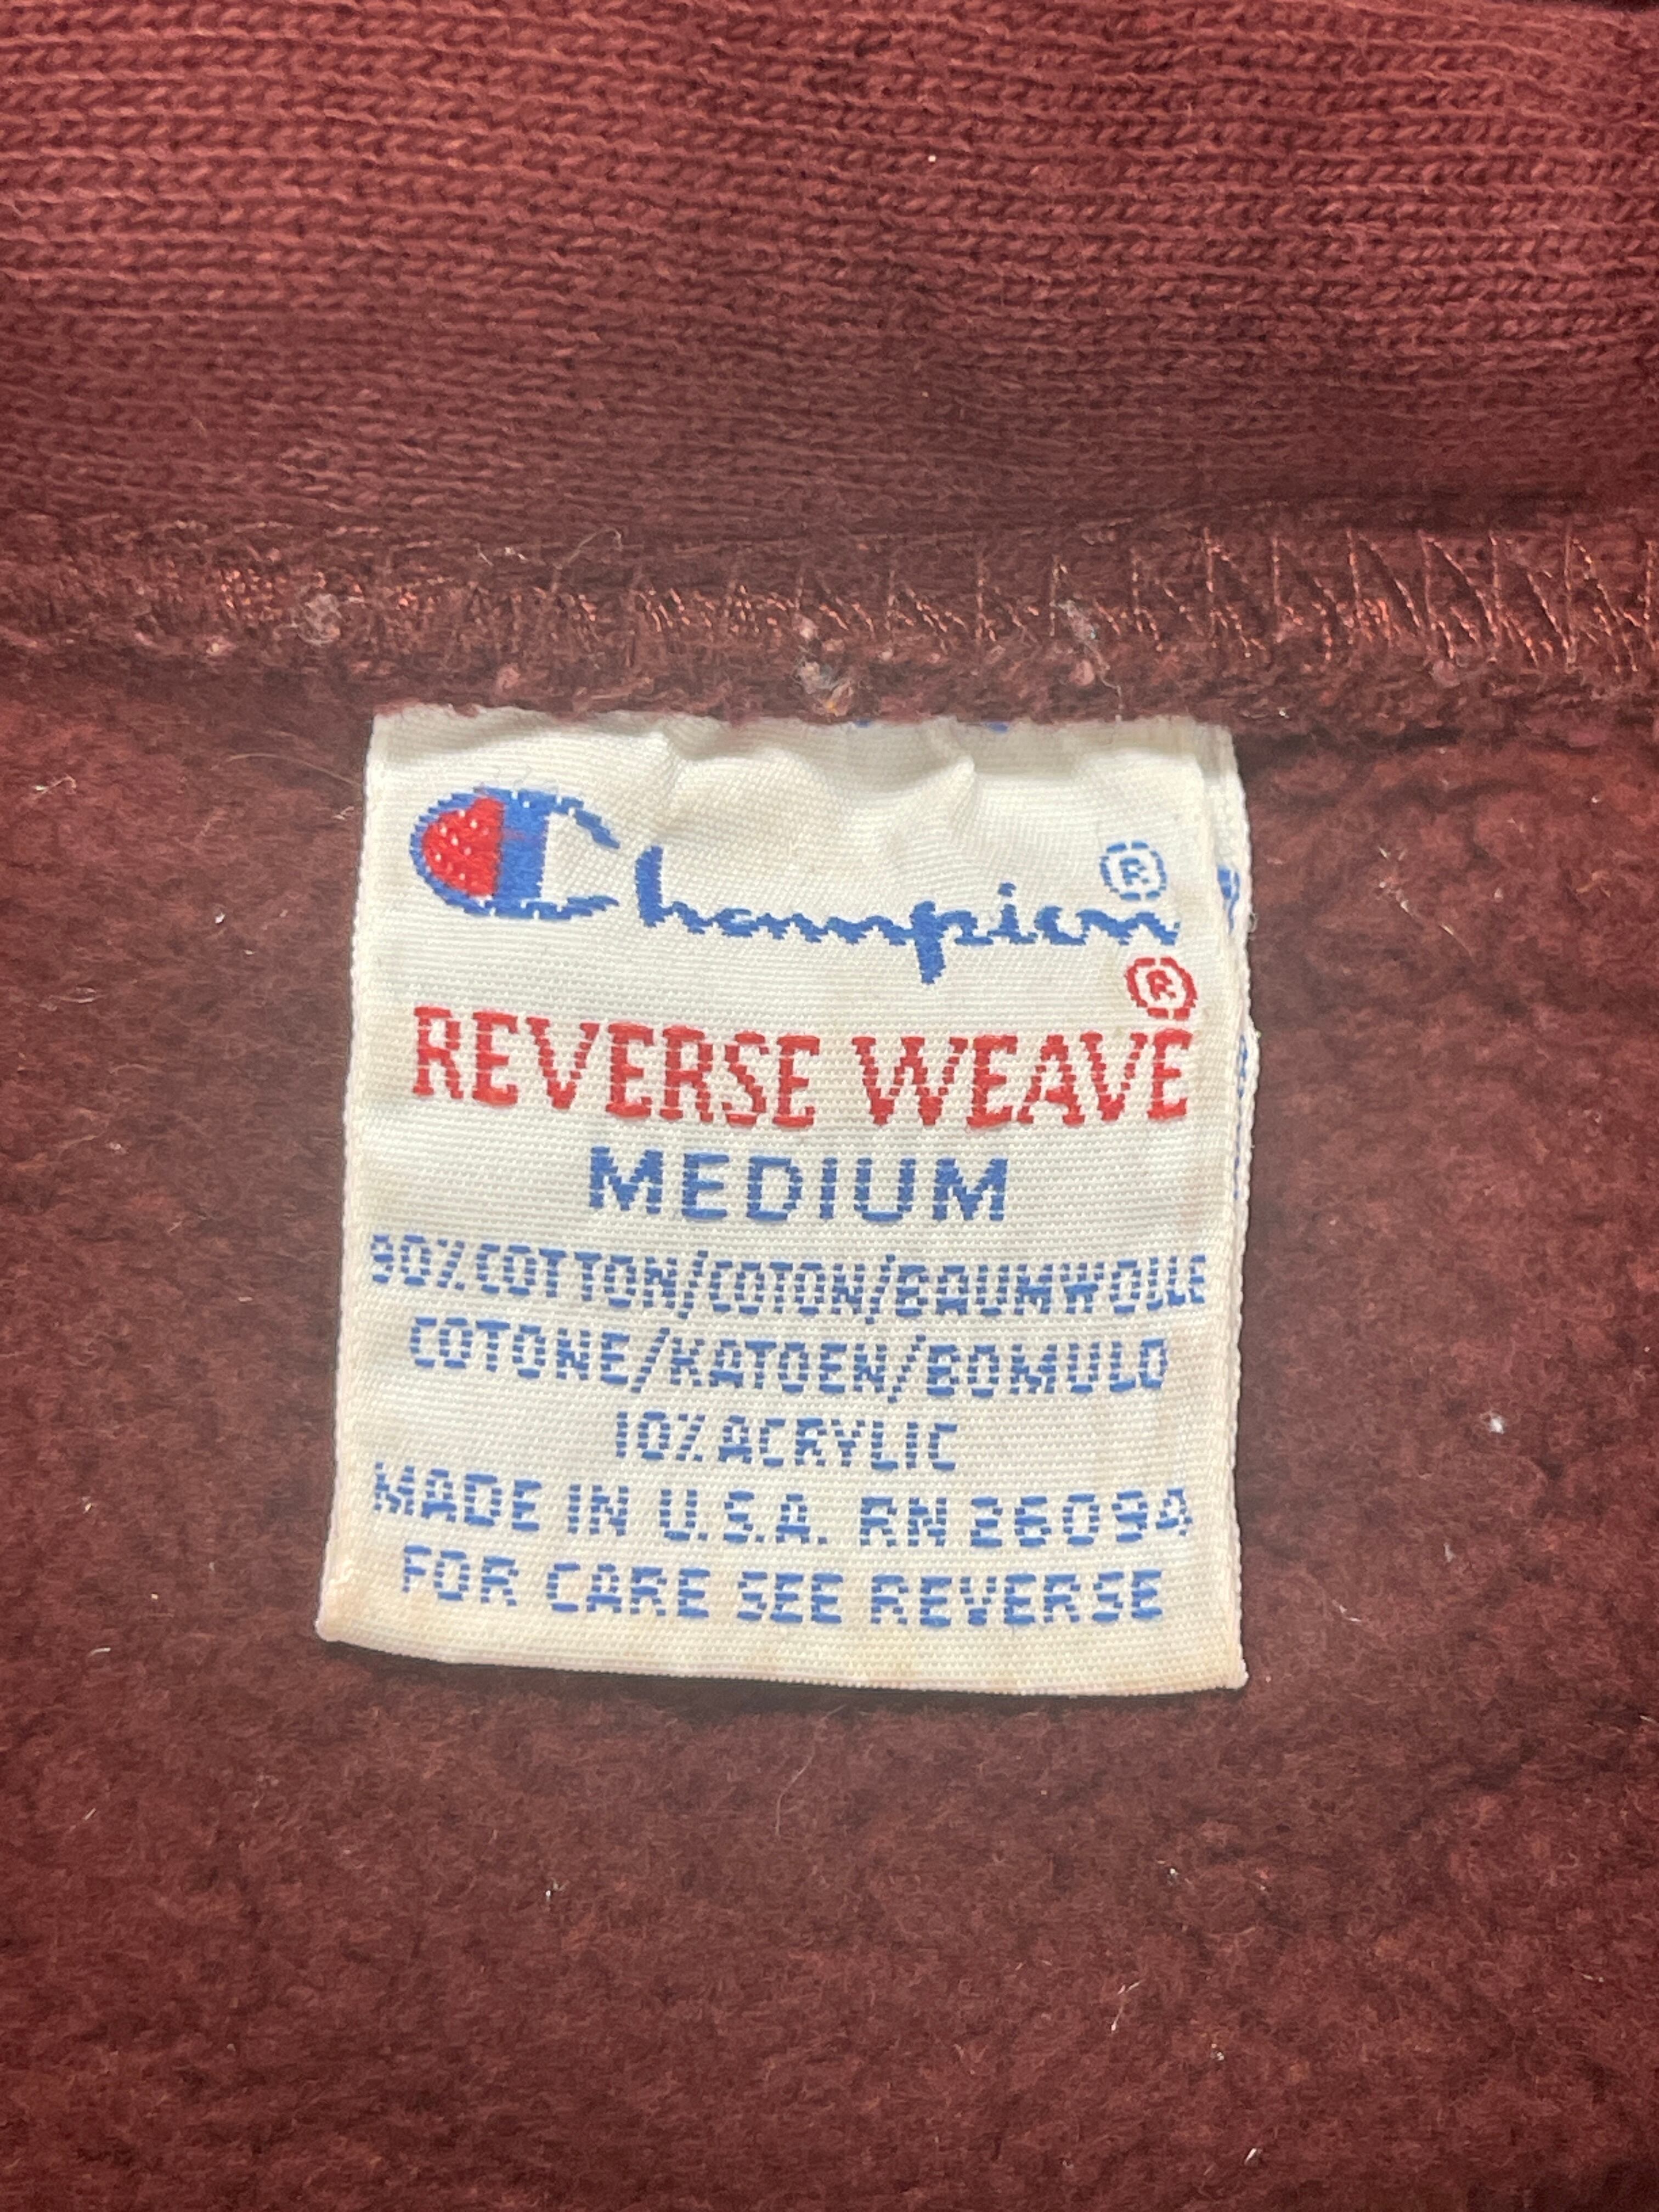 Champion®
REVERSE WEAVE®
MEDIUM
90% COTTON/COTON/BAUMWOLLE
COTONE/KATOEN/BOMULD
10% ACRYLIC
MADE IN U.S.A. RN 26094
FOR CARE SEE REVERSE